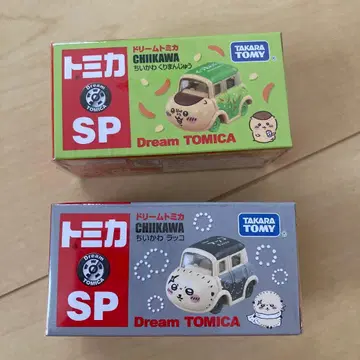 トミカ
Dream
TOMICA
SP
ドリームトミカ
CHIIKAWA
ちいかわ くりまんじゅう
TAKARA
TOMY
Dream TOMICA
トミカ
Dream
TOMICA
SP
ドリームトミカ
CHIIKAWA
ちいかわ ラッコ
TAKARA
TOMY
Dream TOMICA